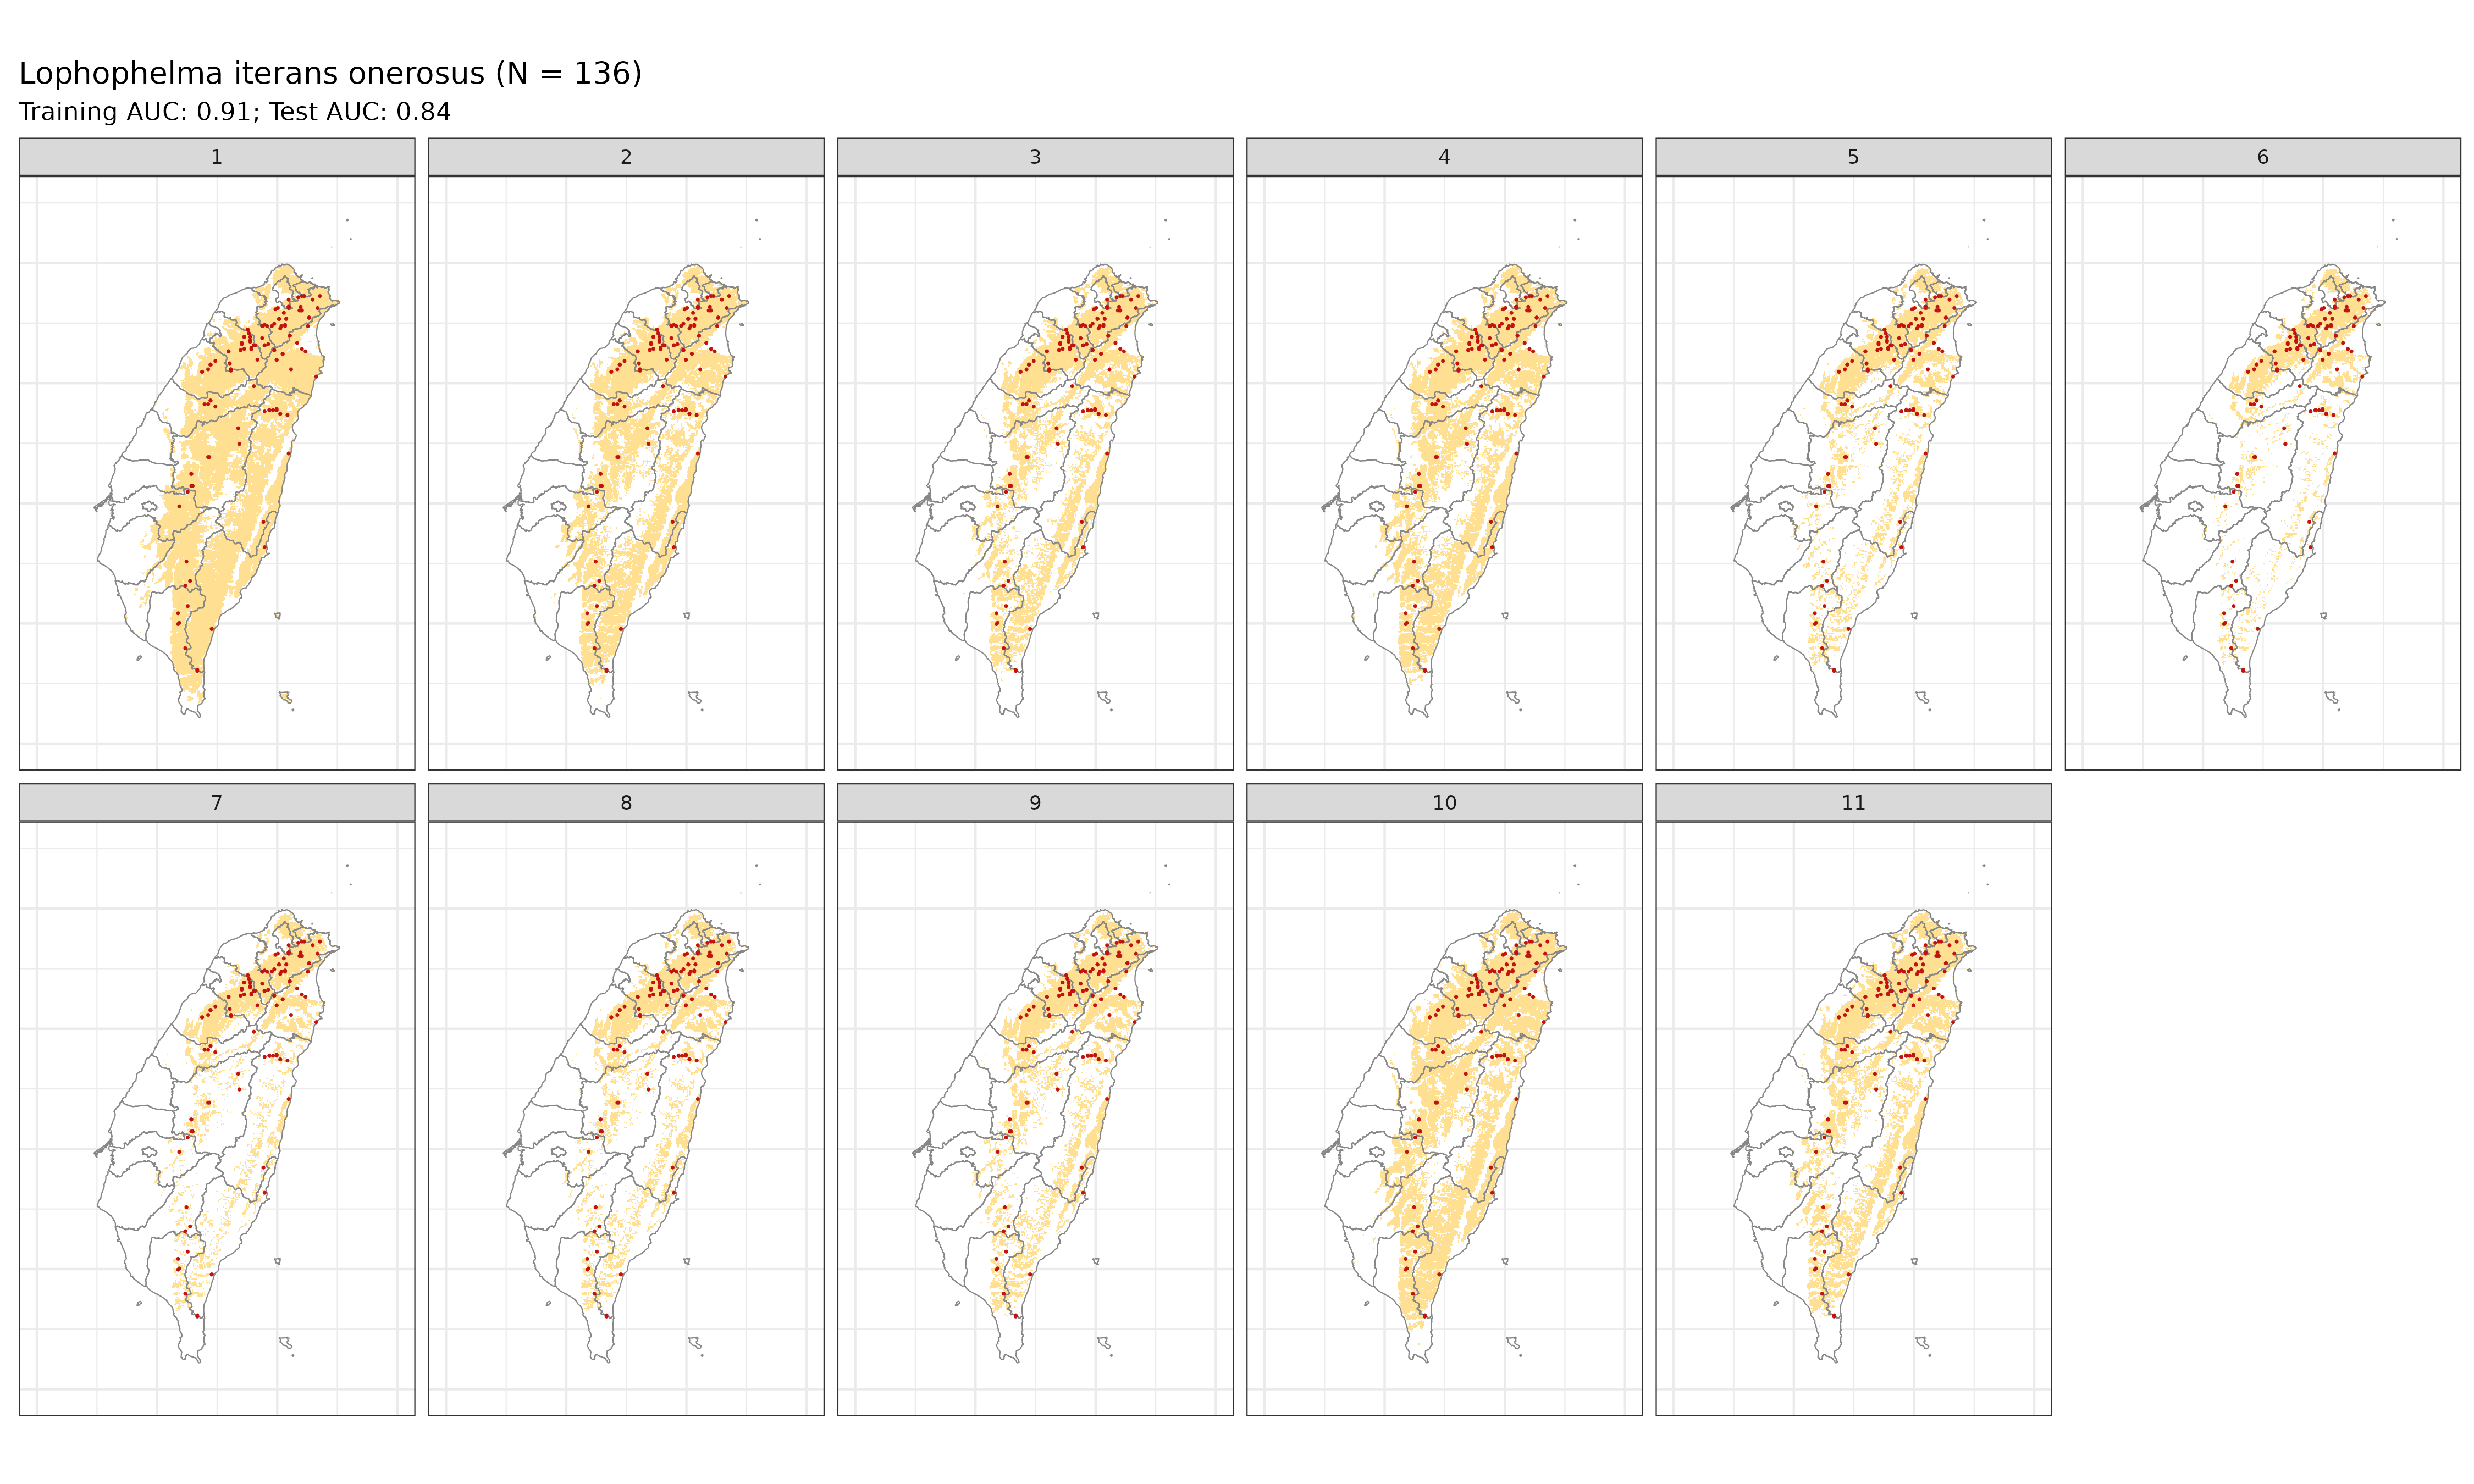 Lophophelma iterans onerosus (N = 136)
Training AUC: 0.91; Test AUC: 0.84
1 2 3 4 5 6
7 8 9 10 11